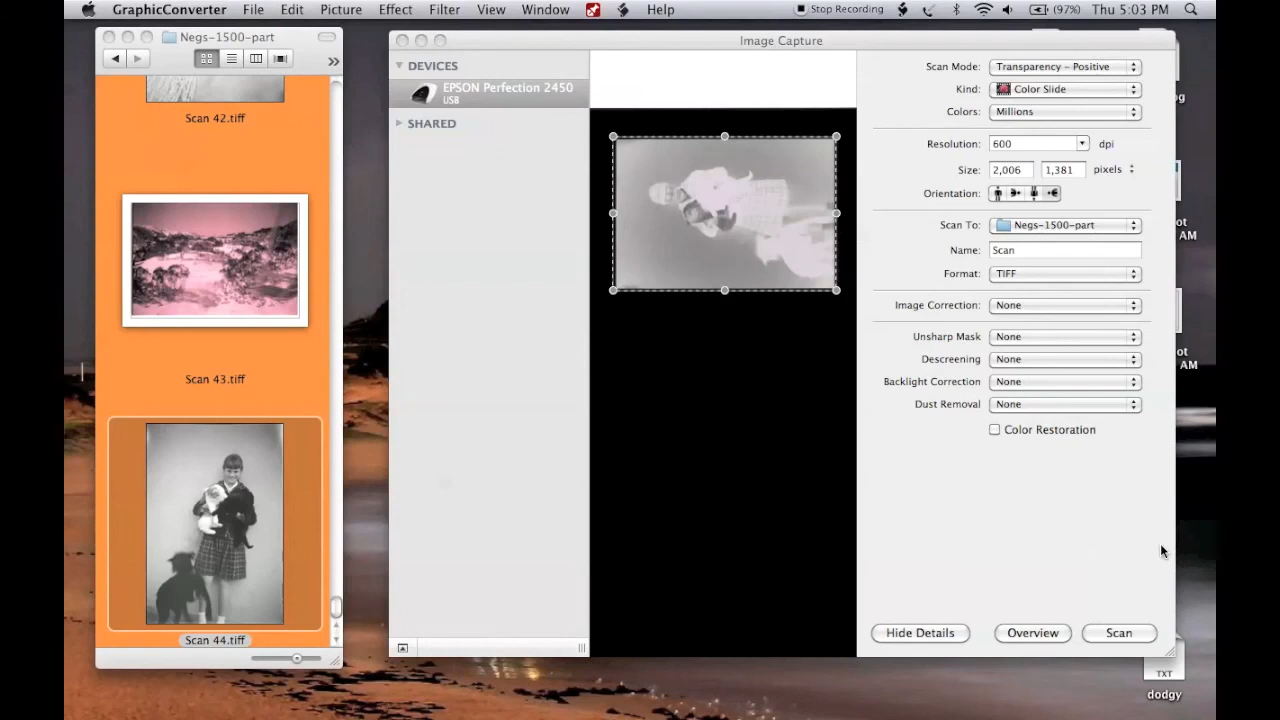 GraphicConverter File Edit Picture Effect Filter View Window Help Stop Recording (97%) Thu 5:03 PM
Negs-1500-part
Scan 42.tiff
Scan 43.tiff
Scan 44.tiff
Image Capture
DEVICES
EPSON Perfection 2450
USB
SHARED
Scan Mode: Transparency - Positive
Kind: Color Slide
Colors: Millions
Resolution: 600 dpi
Size: 2,006 1,381 pixels
Orientation:
Scan To: Negs-1500-part
Name: Scan
Format: TIFF
Image Correction: None
Unsharp Mask None
Descreening None
Backlight Correction None
Dust Removal None
Color Restoration
Hide Details Overview Scan
ot
AM
ot
AM
TXT
dodgy